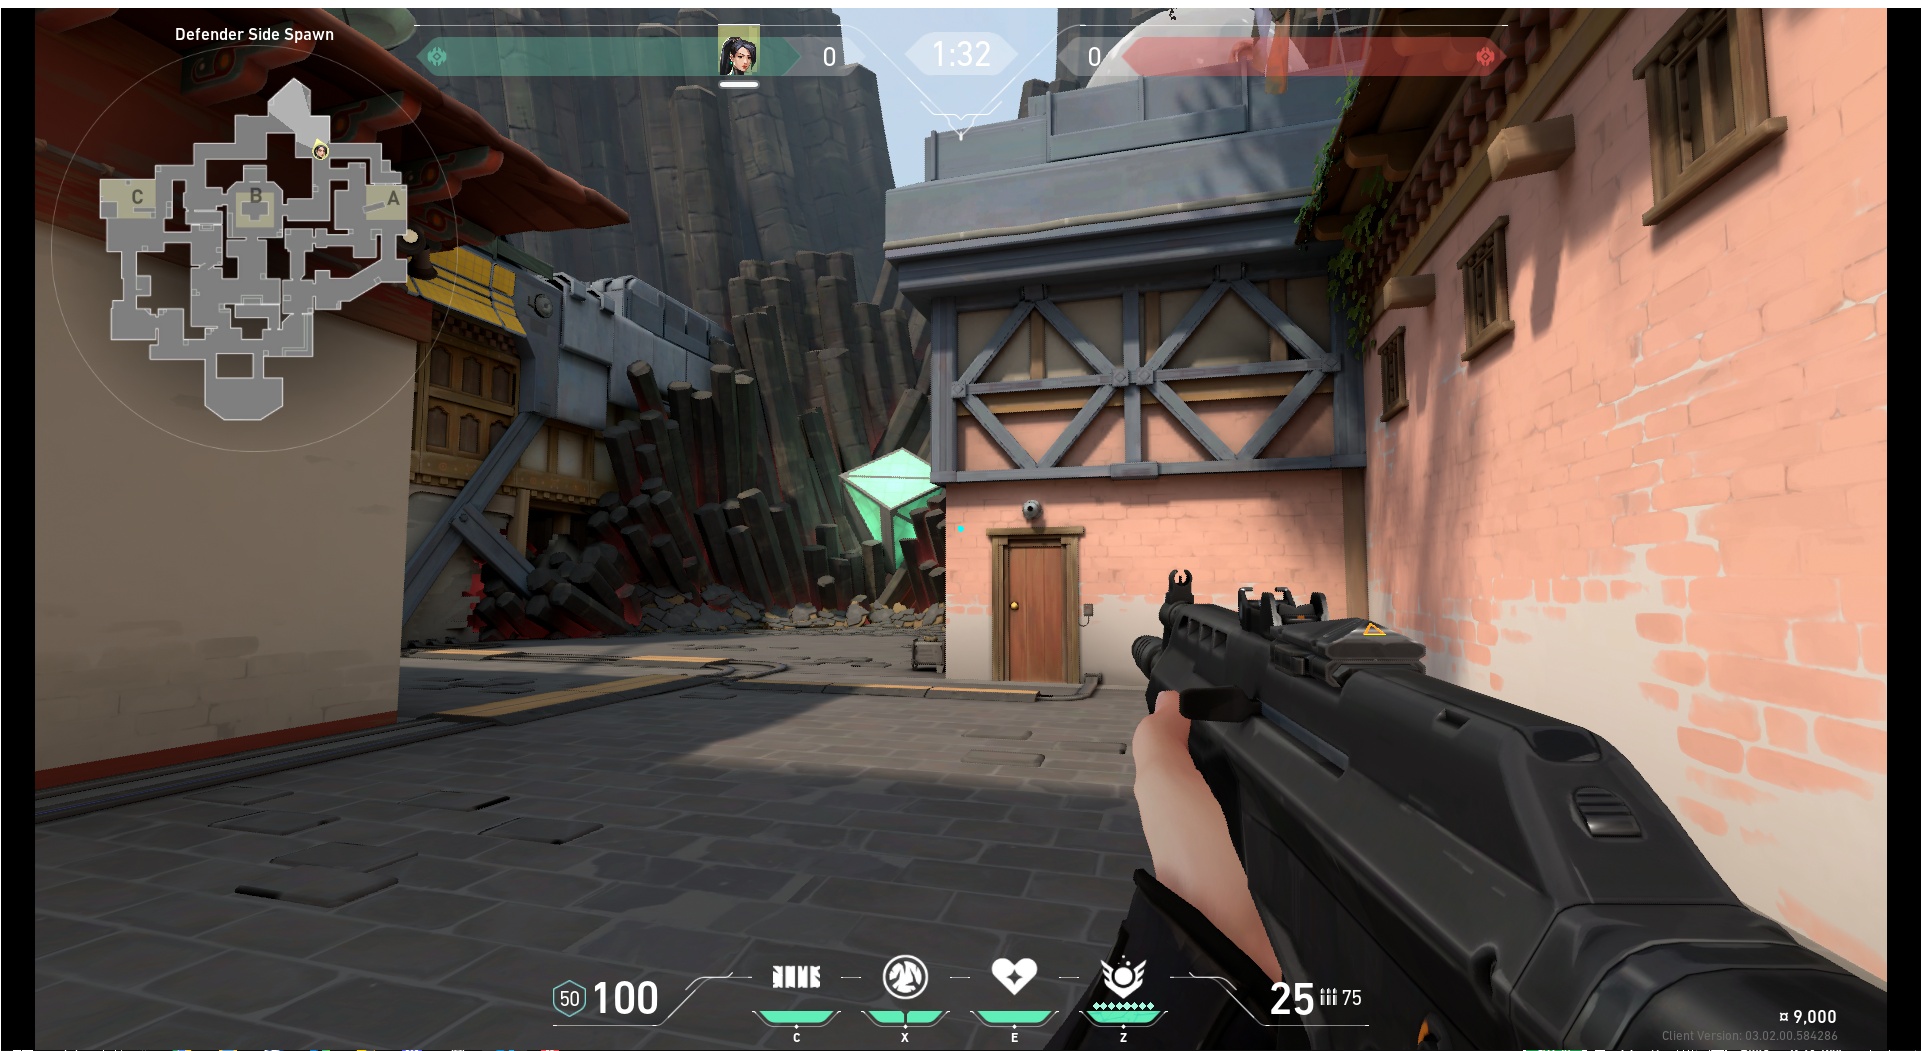 Defender Side Spawn
0
1:32
0
C
B
A
50
100
25
75
C
X
E
Z
¤ 9,000
Client Version: 03.02.00.584286